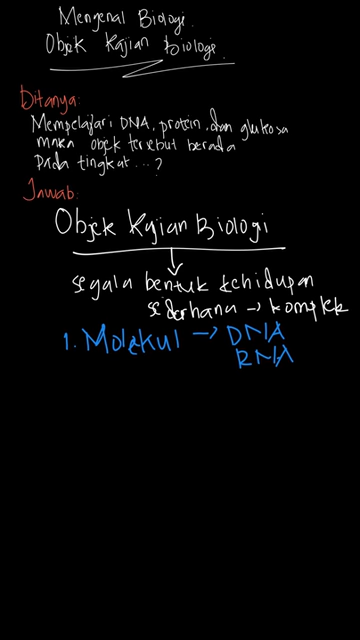 Mengenal Biologi
Objek Kajian Biologi
Ditanya:
Mempelajari DNA, protein, dan glukosa
maka objek tersebut berada
pada tingkat...?
Jawab:
Objek Kajian Biologi
segala bentuk kehidupan
sederhana → komplek
1. Molekul → DNA
RNA